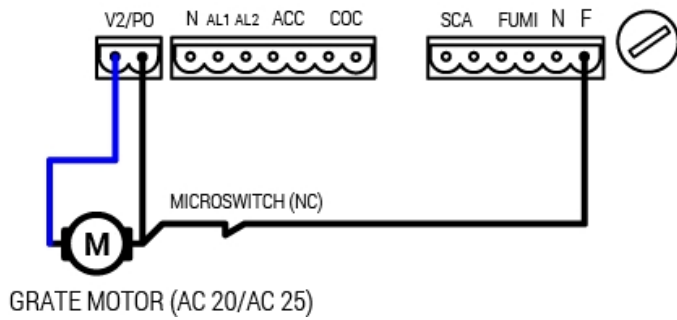 V2/PO N AL1 AL2 ACC COC SCA FUMI N F
MICROSWITCH (NC)
M
GRATE MOTOR (AC 20/AC 25)